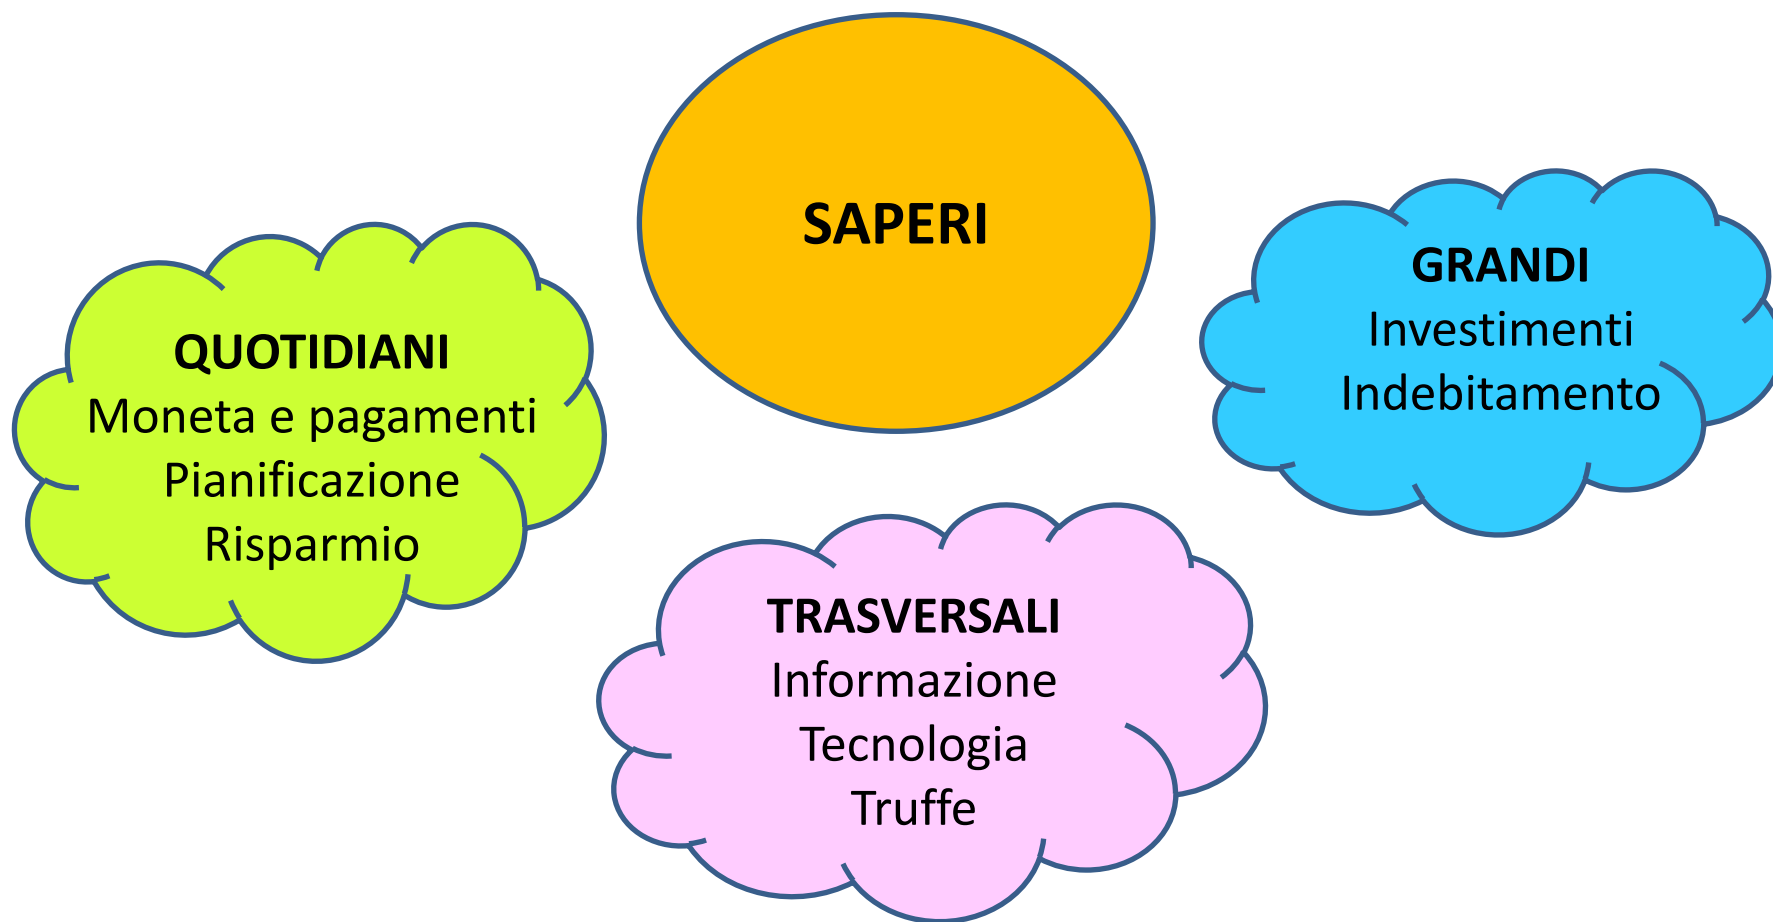 SAPERI
QUOTIDIANI
Moneta e pagamenti
Pianificazione
Risparmio
GRANDI
Investimenti
Indebitamento
TRASVERSALI
Informazione
Tecnologia
Truffe